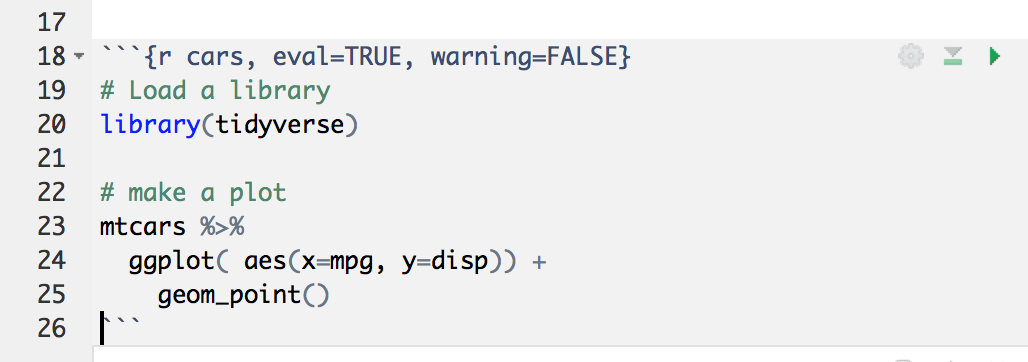 17
18 ```{r cars, eval=TRUE, warning=FALSE}
19 # Load a library
20 library(tidyverse)
21
22 # make a plot
23 mtcars %>%
24   ggplot( aes(x=mpg, y=disp)) +
25     geom_point()
26 ```